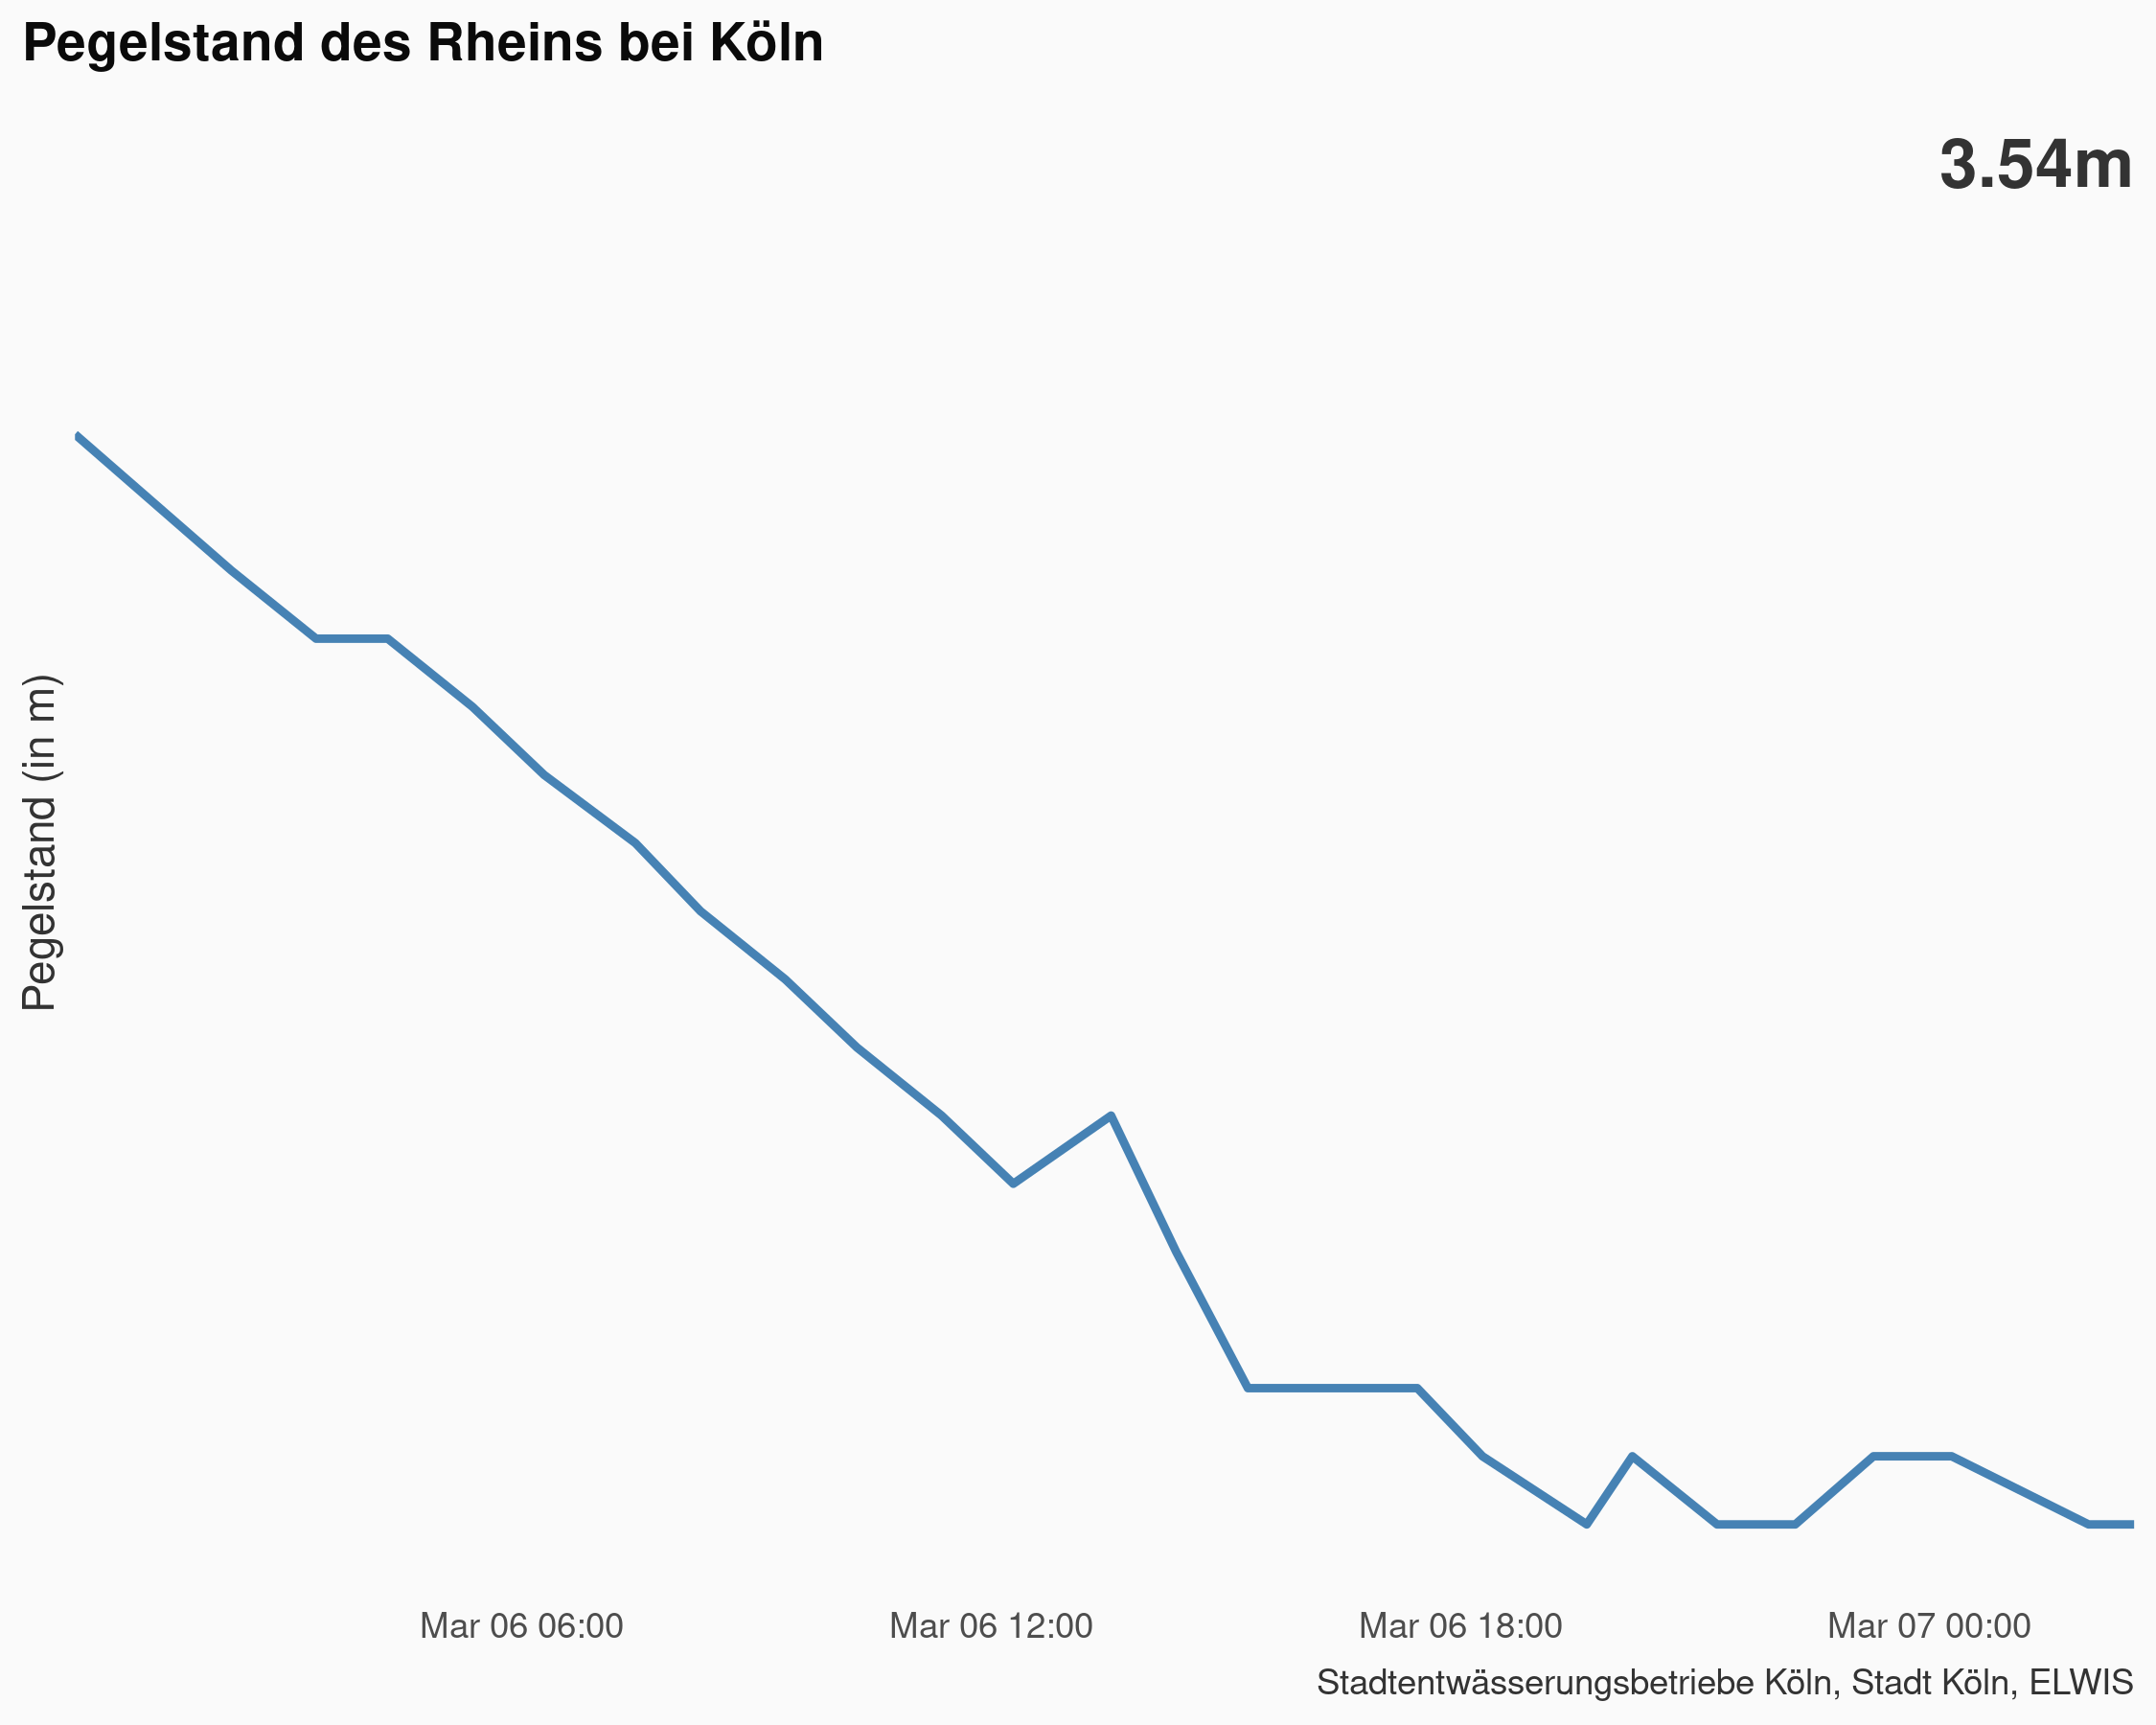 Pegelstand des Rheins bei Köln
3.54m
Pegelstand (in m)
Mar 06 06:00
Mar 06 12:00
Mar 06 18:00
Mar 07 00:00
Stadtentwässerungsbetriebe Köln, Stadt Köln, ELWIS